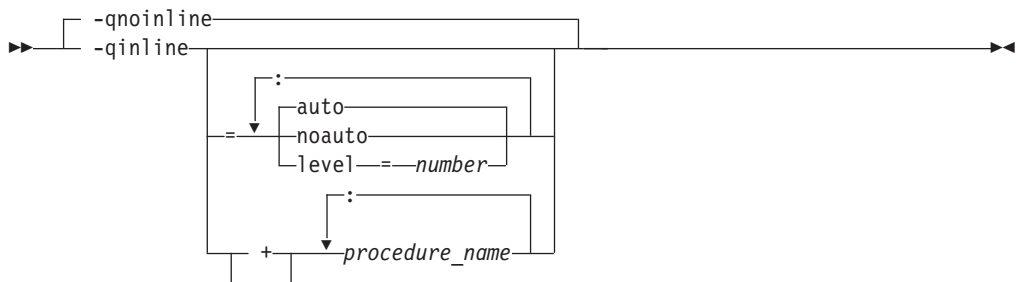 -qnoinline
-qinline
:
auto
= noauto
level = number
:
+ procedure_name